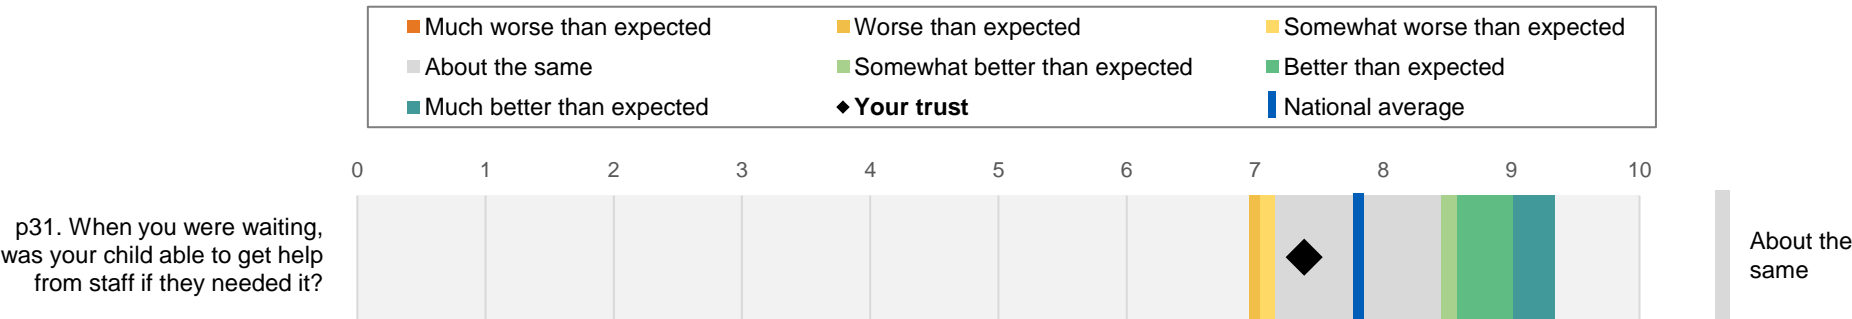 Much worse than expected
Worse than expected
Somewhat worse than expected
About the same
Somewhat better than expected
Better than expected
Much better than expected
Your trust
National average
0 1 2 3 4 5 6 7 8 9 10
p31. When you were waiting,
was your child able to get help
from staff if they needed it?
About the
same